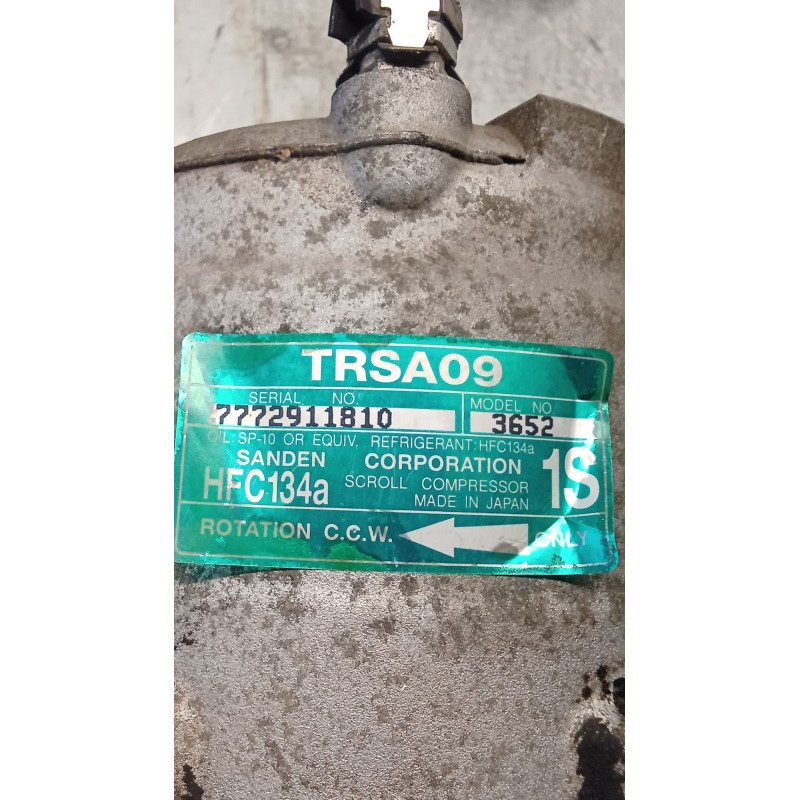 TRSA09
SERIAL NO.
7772911810
MODEL NO.
3652
OIL: SP-10 OR EQUIV. REFRIGERANT: HFC134a
SANDEN CORPORATION
HFC134a SCROLL COMPRESSOR
MADE IN JAPAN
1S
ROTATION C.C.W. ONLY